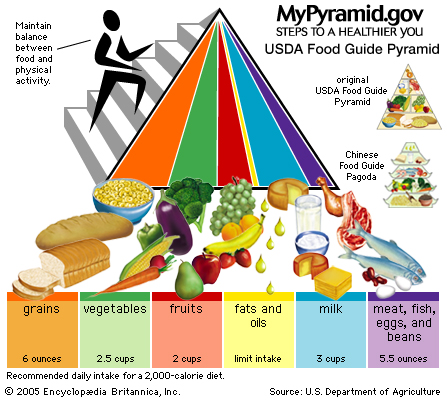 MyPyramid.gov
STEPS TO A HEALTHIER YOU
USDA Food Guide Pyramid
Maintain
balance
between
food and
physical
activity.
original
USDA Food Guide
Pyramid
Chinese
Food Guide
Pagoda
grains
6 ounces
vegetables
2.5 cups
fruits
2 cups
fats and
oils
limit intake
milk
3 cups
meat, fish,
eggs, and
beans
5.5 ounces
Recommended daily intake for a 2,000-calorie diet.
© 2005 Encyclopædia Britannica, Inc.
Source: U.S. Department of Agriculture